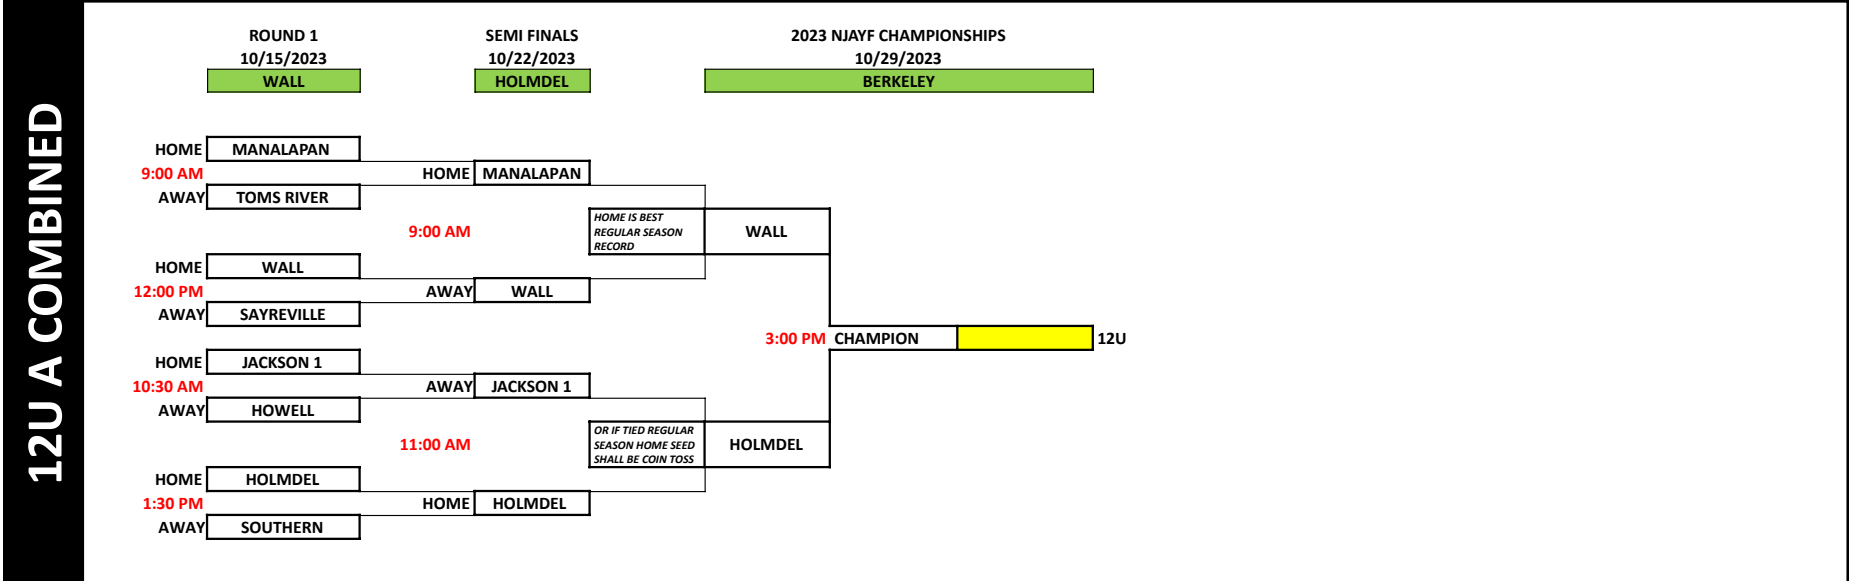 12U A COMBINED
ROUND 1
SEMI FINALS
2023 NJAYF CHAMPIONSHIPS
10/15/2023
10/22/2023
10/29/2023
WALL
HOLMDEL
BERKELEY
HOME MANALAPAN
9:00 AM
HOME MANALAPAN
AWAY TOMS RIVER
9:00 AM
HOME IS BEST
REGULAR SEASON
RECORD
WALL
HOME WALL
12:00 PM
AWAY WALL
AWAY SAYREVILLE
3:00 PM CHAMPION
12U
HOME JACKSON 1
10:30 AM
AWAY JACKSON 1
AWAY HOWELL
11:00 AM
OR IF TIED REGULAR
SEASON HOME SEED
SHALL BE COIN TOSS
HOLMDEL
HOME HOLMDEL
1:30 PM
HOME HOLMDEL
AWAY SOUTHERN